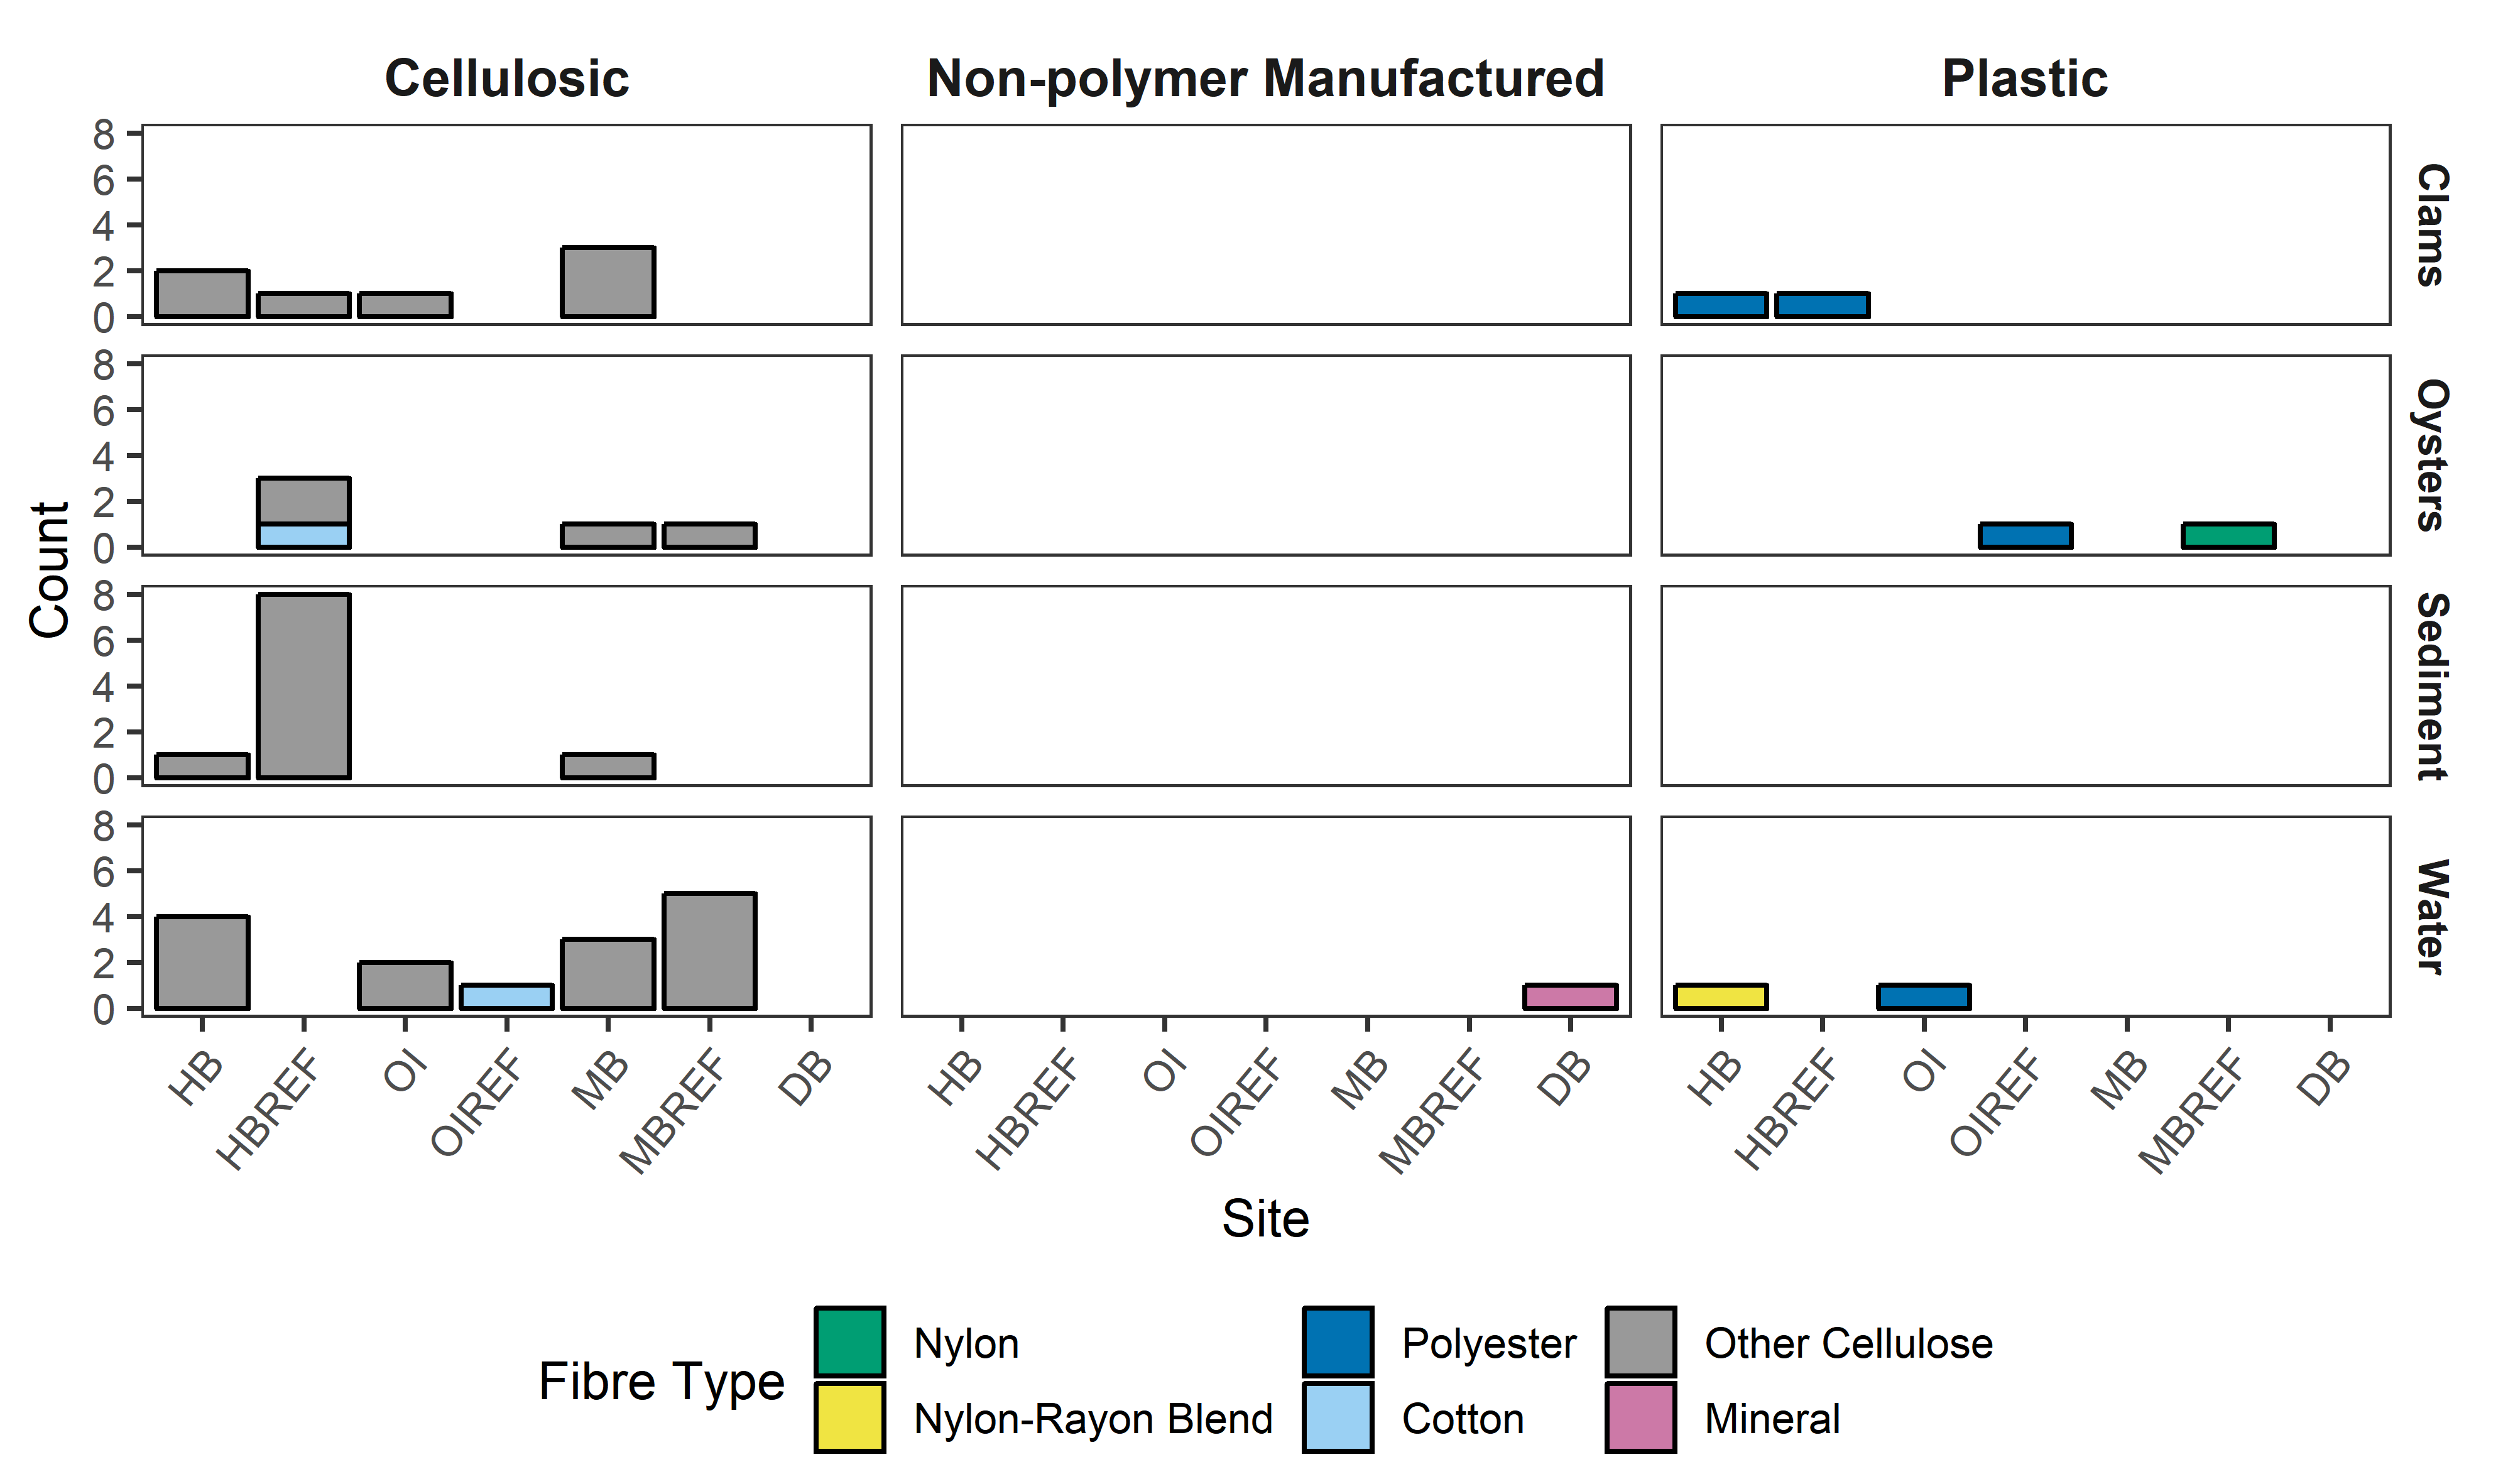 Cellulosic Non-polymer Manufactured Plastic
8
6
4
2
0
Clams
8
6
4
2
0
Oysters
8
6
4
2
0
Sediment
8
6
4
2
0
Water
Count
HB HBREF OI OIREF MB MBREF DB HB HBREF OI OIREF MB MBREF DB HB HBREF OI OIREF MB MBREF DB
Site
Fibre Type
Nylon Polyester Other Cellulose
Nylon-Rayon Blend Cotton Mineral